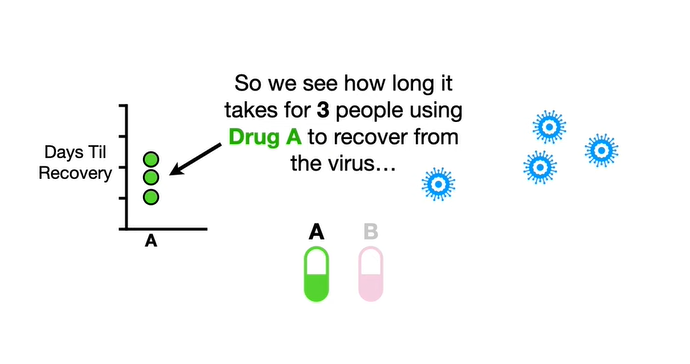 So we see how long it
takes for 3 people using
Drug A to recover from
the virus...
Days Til
Recovery
A
A B